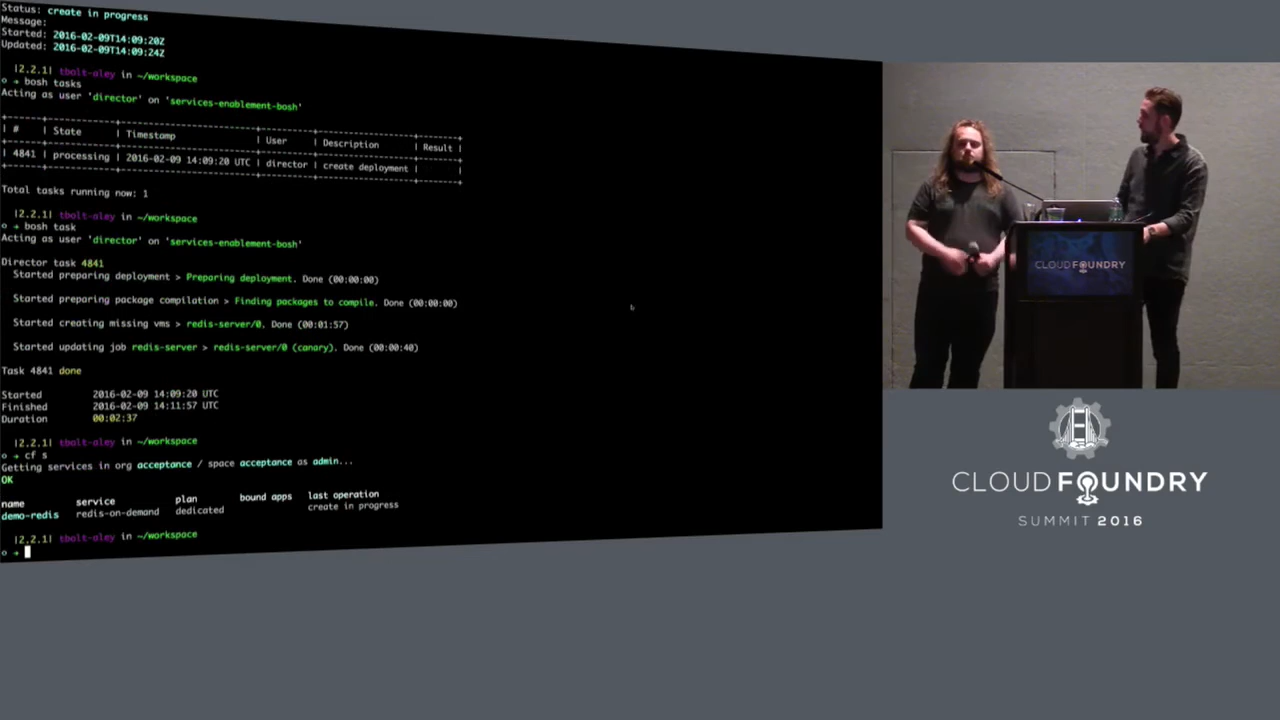 Status: create in progress
Message:
Started: 2016-02-09T14:09:20Z
Updated: 2016-02-09T14:09:24Z
|2.2.1| tbolt-aley in ~/workspace
○ → bosh tasks
Acting as user 'director' on 'services-enablement-bosh'
| # | State | Timestamp | User | Description | Result |
| 4841 | processing | 2016-02-09 14:09:20 UTC | director | create deployment | |
Total tasks running now: 1
|2.2.1| tbolt-aley in ~/workspace
○ → bosh task
Acting as user 'director' on 'services-enablement-bosh'
Director task 4841
Started preparing deployment > Preparing deployment. Done (00:00:00)
Started preparing package compilation > Finding packages to compile. Done (00:00:00)
Started creating missing vms > redis-server/0. Done (00:01:57)
Started updating job redis-server > redis-server/0 (canary). Done (00:00:40)
Task 4841 done
Started 2016-02-09 14:09:20 UTC
Finished 2016-02-09 14:11:57 UTC
Duration 00:02:37
|2.2.1| tbolt-aley in ~/workspace
○ → cf s
Getting services in org acceptance / space acceptance as admin...
OK
name service plan bound apps last operation
demo-redis redis-on-demand dedicated create in progress
|2.2.1| tbolt-aley in ~/workspace
○ →
CLOUD FOUNDRY
CLOUD FOUNDRY
SUMMIT 2016